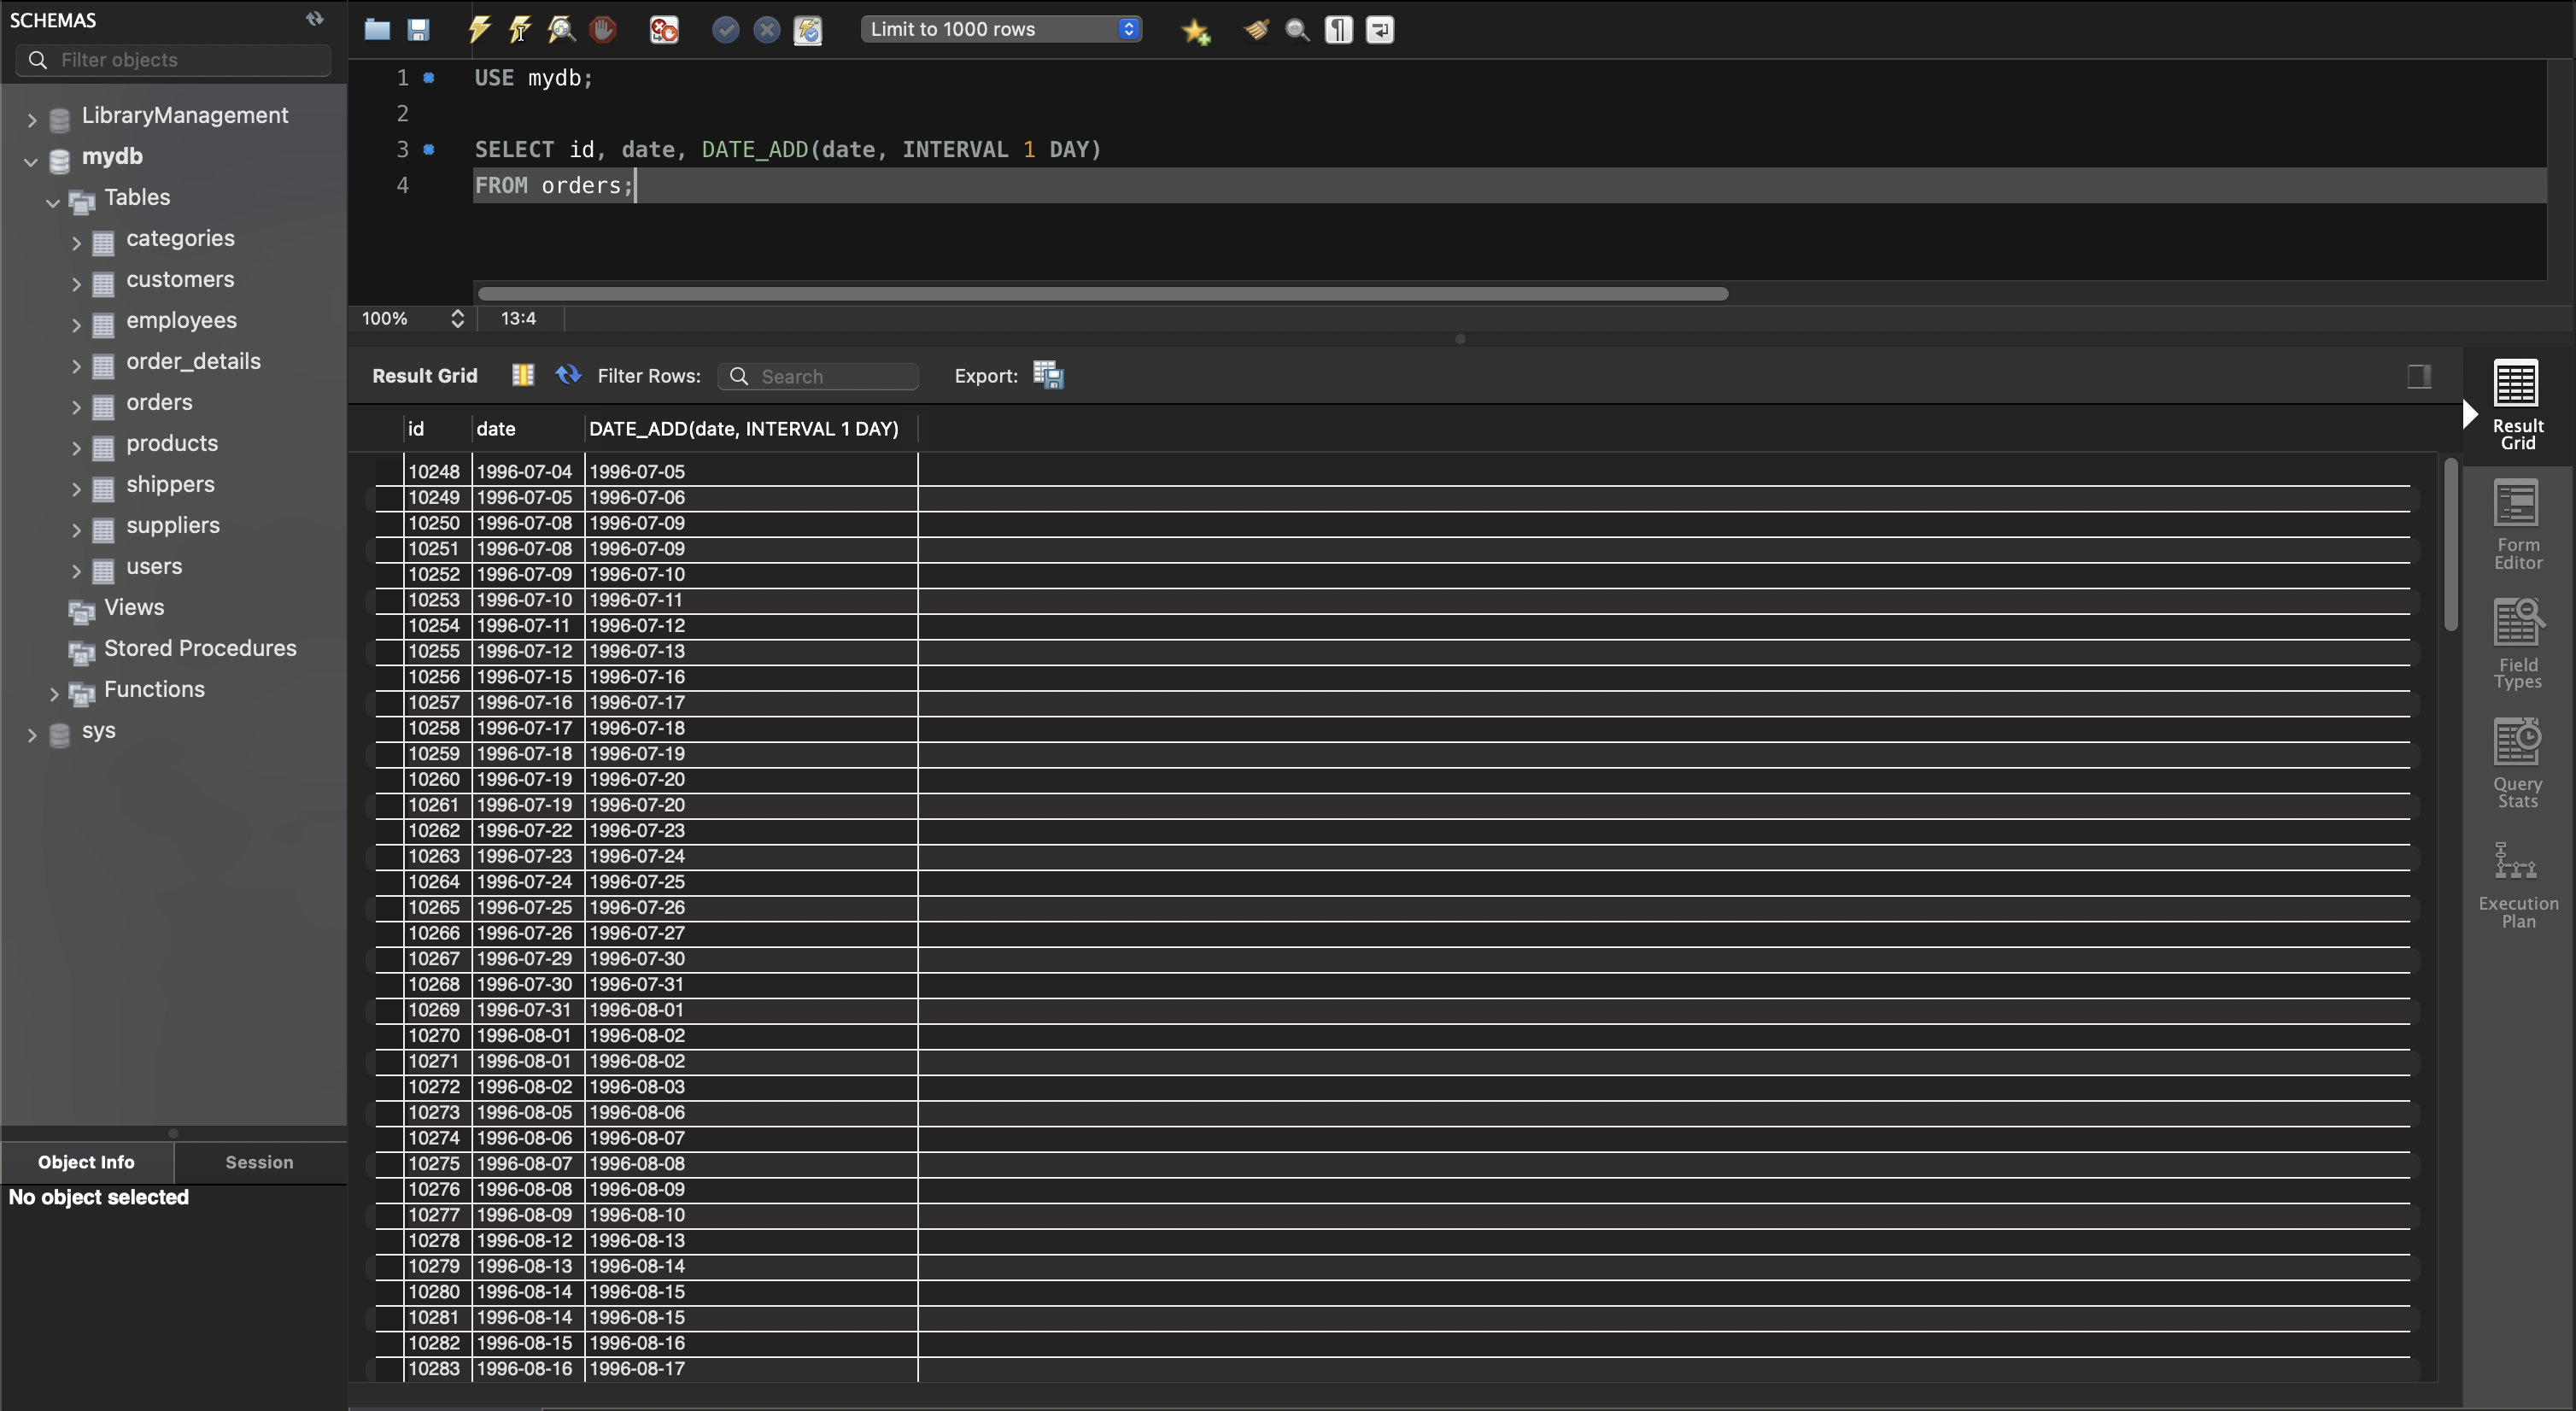 SCHEMAS
Filter objects
LibraryManagement
mydb
Tables
categories
customers
employees
order_details
orders
products
shippers
suppliers
users
Views
Stored Procedures
Functions
sys
Object Info Session
No object selected
Limit to 1000 rows
1 USE mydb;
2
3 SELECT id, date, DATE_ADD(date, INTERVAL 1 DAY)
4 FROM orders;
100% 13:4
Result Grid Filter Rows: Search Export:
id date DATE_ADD(date, INTERVAL 1 DAY)
10248 1996-07-04 1996-07-05
10249 1996-07-05 1996-07-06
10250 1996-07-08 1996-07-09
10251 1996-07-08 1996-07-09
10252 1996-07-09 1996-07-10
10253 1996-07-10 1996-07-11
10254 1996-07-11 1996-07-12
10255 1996-07-12 1996-07-13
10256 1996-07-15 1996-07-16
10257 1996-07-16 1996-07-17
10258 1996-07-17 1996-07-18
10259 1996-07-18 1996-07-19
10260 1996-07-19 1996-07-20
10261 1996-07-19 1996-07-20
10262 1996-07-22 1996-07-23
10263 1996-07-23 1996-07-24
10264 1996-07-24 1996-07-25
10265 1996-07-25 1996-07-26
10266 1996-07-26 1996-07-27
10267 1996-07-29 1996-07-30
10268 1996-07-30 1996-07-31
10269 1996-07-31 1996-08-01
10270 1996-08-01 1996-08-02
10271 1996-08-01 1996-08-02
10272 1996-08-02 1996-08-03
10273 1996-08-05 1996-08-06
10274 1996-08-06 1996-08-07
10275 1996-08-07 1996-08-08
10276 1996-08-08 1996-08-09
10277 1996-08-09 1996-08-10
10278 1996-08-12 1996-08-13
10279 1996-08-13 1996-08-14
10280 1996-08-14 1996-08-15
10281 1996-08-14 1996-08-15
10282 1996-08-15 1996-08-16
10283 1996-08-16 1996-08-17
Result
Grid
Form
Editor
Field
Types
Query
Stats
Execution
Plan